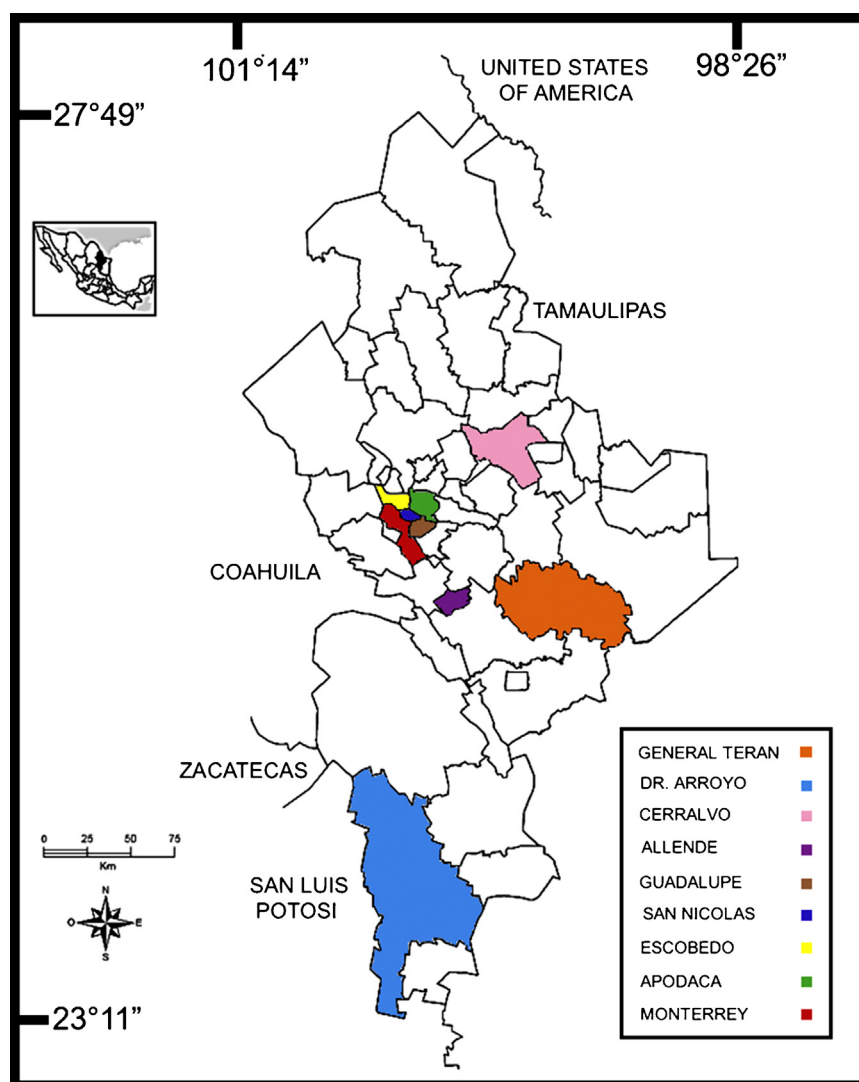 101°14”
98°26”
UNITED STATES
OF AMERICA
27°49”
TAMAULIPAS
COAHUILA
ZACATECAS
SAN LUIS
POTOSI
0 25 50 75
Km
N
O E
S
23°11”
GENERAL TERAN
DR. ARROYO
CERRALVO
ALLENDE
GUADALUPE
SAN NICOLAS
ESCOBEDO
APODACA
MONTERREY